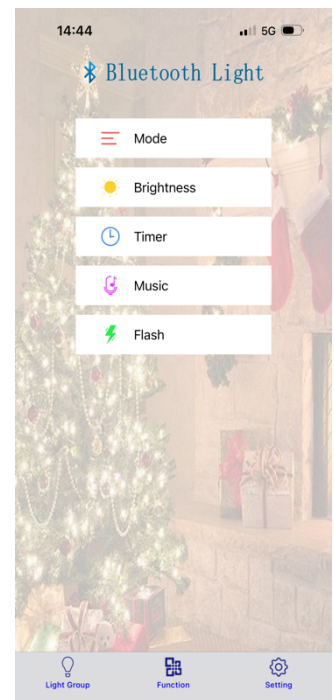 14:44 5G
Bluetooth Light
Mode
Brightness
Timer
Music
Flash
Light Group Function Setting